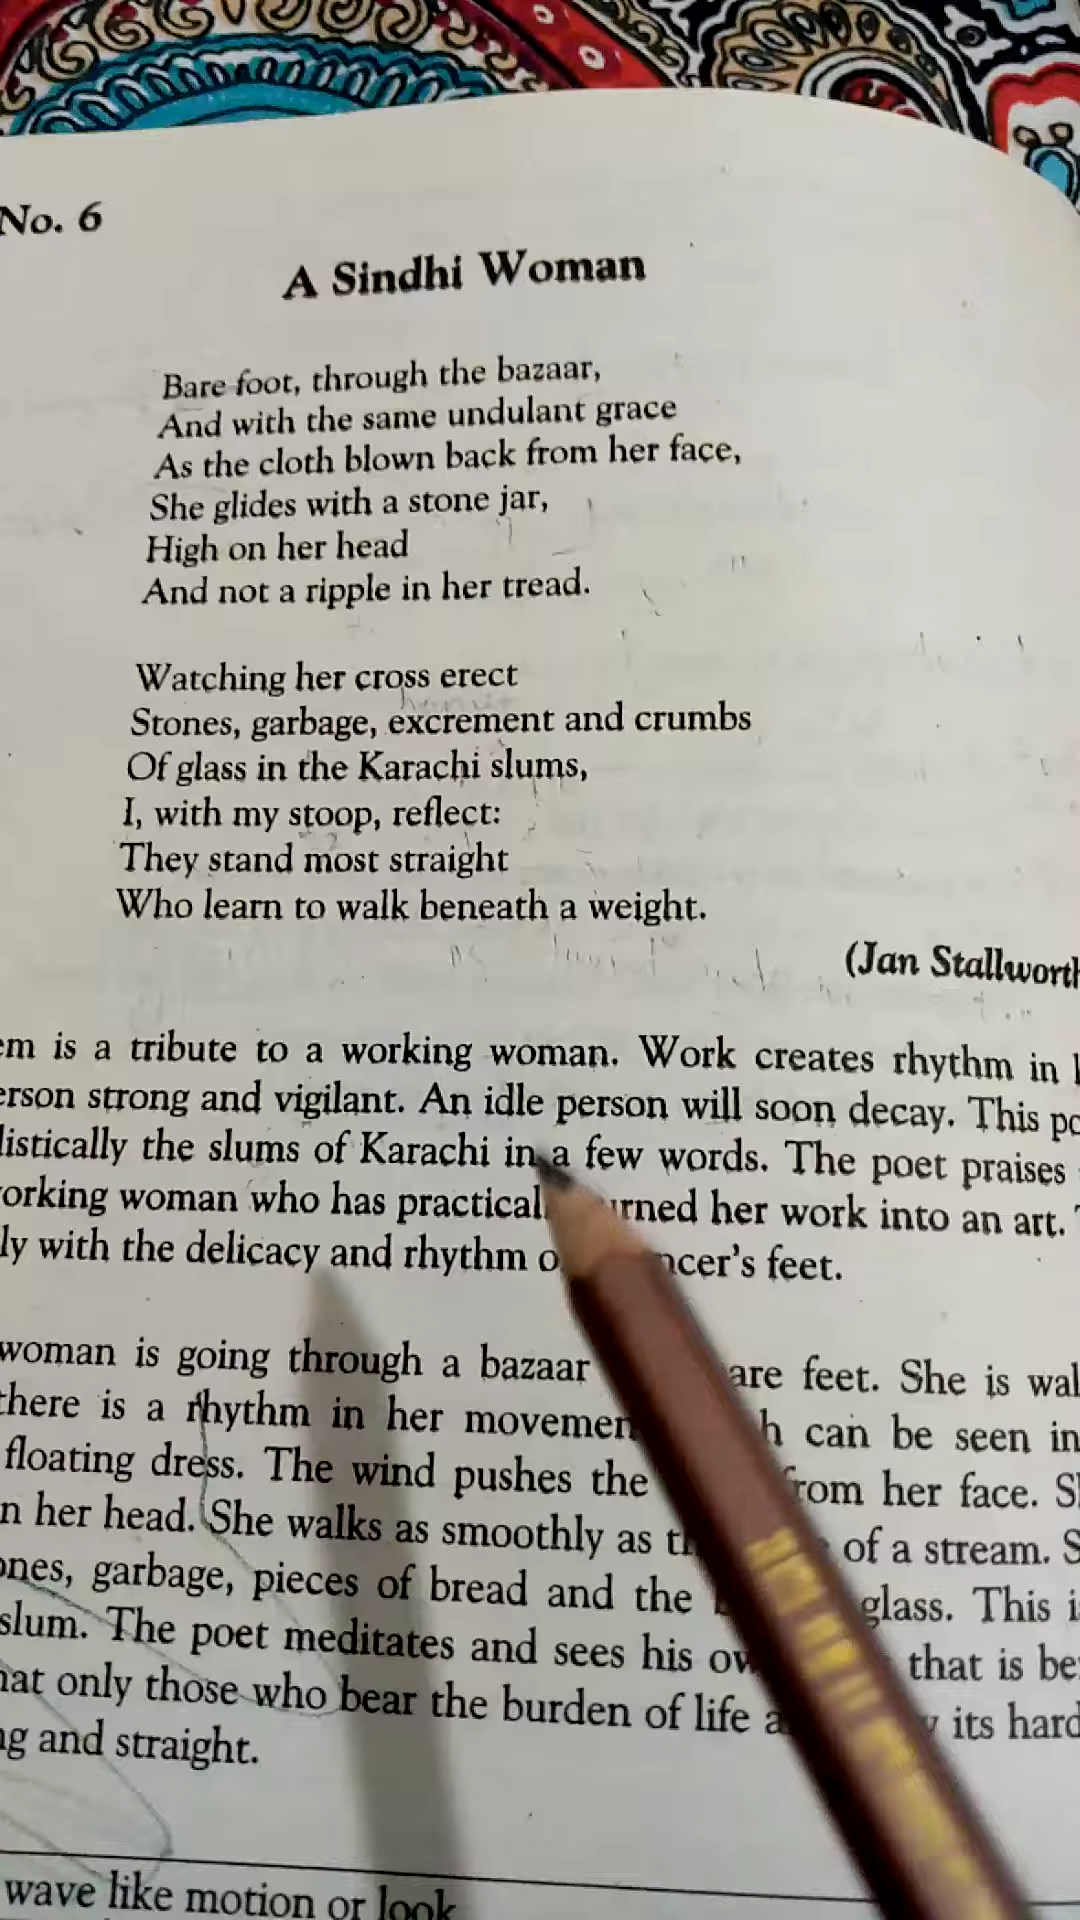 No. 6
A Sindhi Woman
Bare foot, through the bazaar,
And with the same undulant grace
As the cloth blown back from her face,
She glides with a stone jar,
High on her head
And not a ripple in her tread.
Watching her cross erect
Stones, garbage, excrement and crumbs
Of glass in the Karachi slums,
I, with my stoop, reflect:
They stand most straight
Who learn to walk beneath a weight.
(Jan Stallworth
em is a tribute to a working woman. Work creates rhythm in
erson strong and vigilant. An idle person will soon decay. This po
listically the slums of Karachi in a few words. The poet praises
orking woman who has practical urned her work into an art.
ly with the delicacy and rhythm o ncer's feet.
woman is going through a bazaar are feet. She is wal
there is a rhythm in her movemen h can be seen in
floating dress. The wind pushes the from her face. S
n her head. She walks as smoothly as of a stream. S
ones, garbage, pieces of bread and the glass. This i
slum. The poet meditates and sees his ow that is be
hat only those who bear the burden of life a y its hard
ng and straight.
wave like motion or look